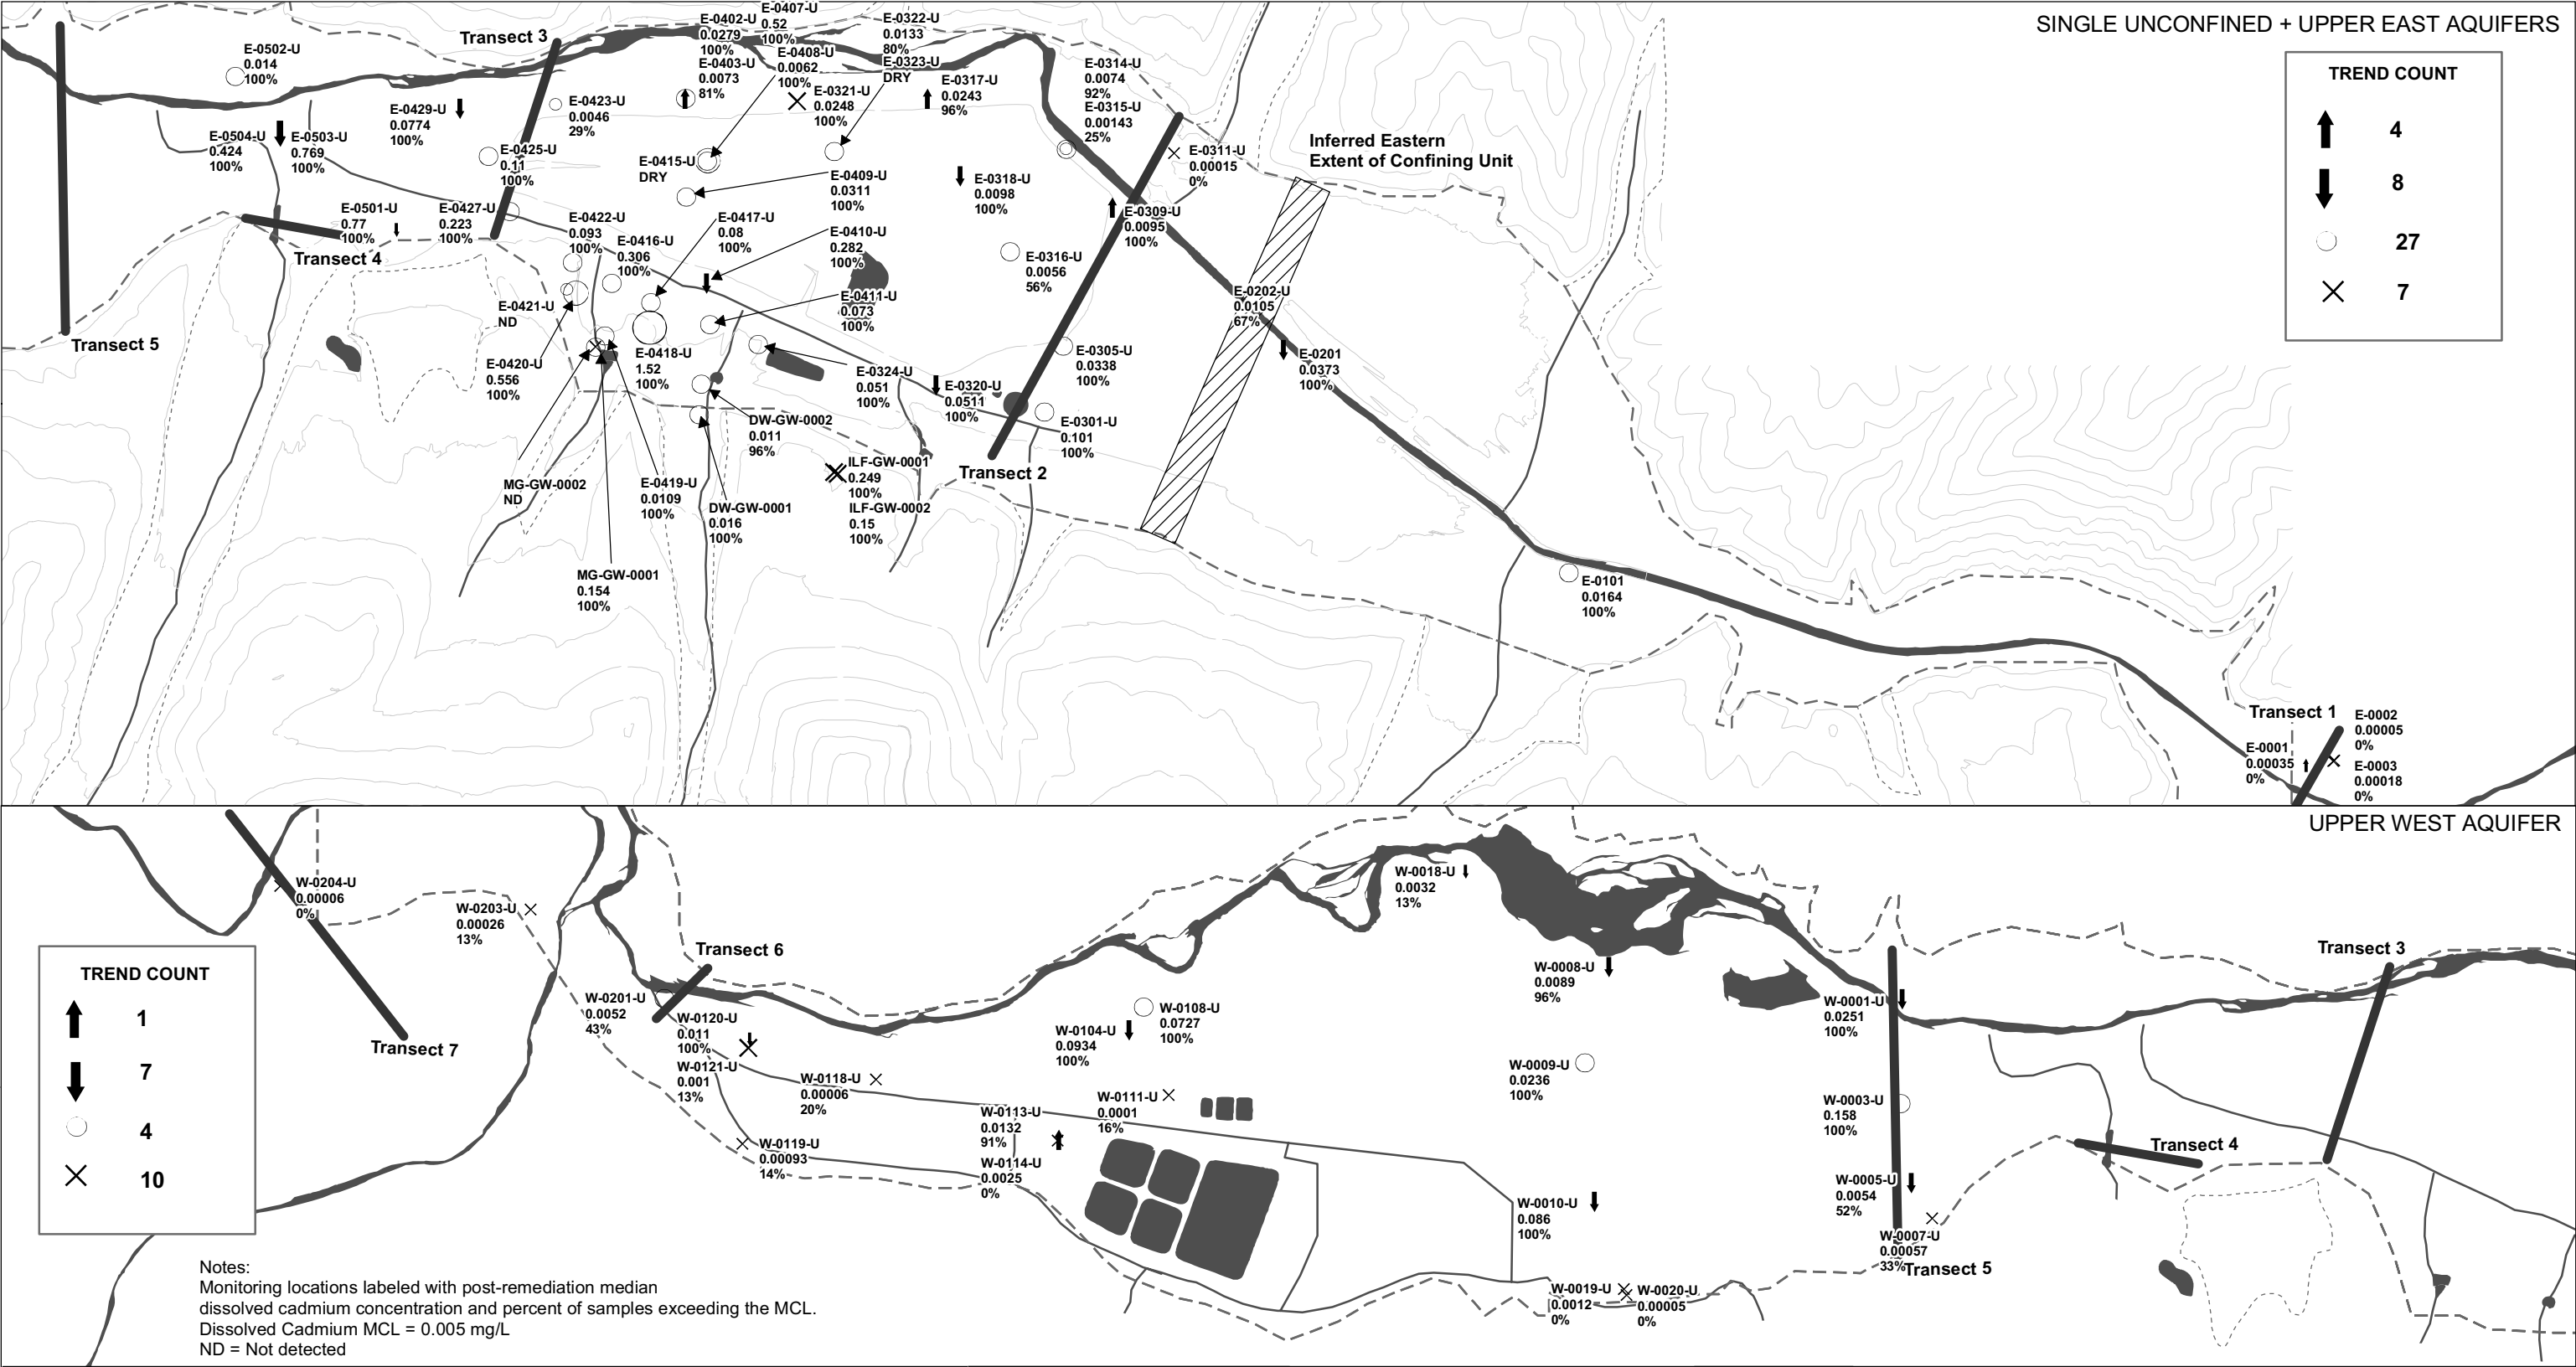 SINGLE UNCONFINED + UPPER EAST AQUIFERS
TREND COUNT
4
8
27
7
E-0502-U
0.014
100%
Transect 3
E-0402-U
0.0279
100%
E-0407-U
0.52
100%
E-0322-U
0.0133
80%
E-0403-U
0.0073
81%
E-0408-U
0.0062
100%
E-0323-U
DRY
E-0317-U
0.0243
96%
E-0314-U
0.0074
92%
E-0315-U
0.00143
25%
E-0429-U
0.0774
100%
E-0423-U
0.0046
29%
E-0321-U
0.0248
100%
E-0504-U
0.424
100%
E-0503-U
0.769
100%
E-0425-U
0.11
100%
E-0415-U
DRY
E-0311-U
0.00015
0%
Inferred Eastern
Extent of Confining Unit
E-0409-U
0.0311
100%
E-0318-U
0.0098
100%
E-0501-U
0.77
100%
E-0427-U
0.223
100%
E-0422-U
0.093
100%
E-0417-U
0.08
100%
E-0309-U
0.0095
100%
E-0416-U
0.306
100%
E-0410-U
0.282
100%
Transect 4
E-0316-U
0.0056
56%
E-0421-U
ND
E-0411-U
0.073
100%
E-0202-U
0.0105
67%
Transect 5
E-0420-U
0.556
100%
E-0418-U
1.52
100%
E-0305-U
0.0338
100%
E-0201
0.0373
100%
E-0324-U
0.051
100%
E-0320-U
0.0511
100%
DW-GW-0002
0.011
96%
E-0301-U
0.101
100%
MG-GW-0002
ND
E-0419-U
0.0109
100%
ILF-GW-0001
0.249
100%
ILF-GW-0002
0.15
100%
Transect 2
DW-GW-0001
0.016
100%
MG-GW-0001
0.154
100%
E-0101
0.0164
100%
Transect 1
E-0002
0.00005
0%
E-0001
0.00035
0%
E-0003
0.00018
0%
UPPER WEST AQUIFER
W-0204-U
0.00006
0%
W-0203-U
0.00026
13%
W-0018-U
0.0032
13%
TREND COUNT
1
7
4
10
Transect 6
Transect 3
W-0008-U
0.0089
96%
W-0201-U
0.0052
43%
W-0001-U
0.0251
100%
W-0120-U
0.011
100%
W-0121-U
0.001
13%
W-0104-U
0.0934
100%
W-0108-U
0.0727
100%
Transect 7
W-0118-U
0.00006
20%
W-0009-U
0.0236
100%
W-0111-U
0.0001
16%
W-0003-U
0.158
100%
W-0113-U
0.0132
91%
W-0119-U
0.00093
14%
Transect 4
W-0114-U
0.0025
0%
W-0005-U
0.0054
52%
W-0010-U
0.086
100%
W-0007-U
0.00057
33%
Transect 5
W-0019-U
0.0012
0%
W-0020-U
0.00005
0%
Notes:
Monitoring locations labeled with post-remediation median
dissolved cadmium concentration and percent of samples exceeding the MCL.
Dissolved Cadmium MCL = 0.005 mg/L
ND = Not detected